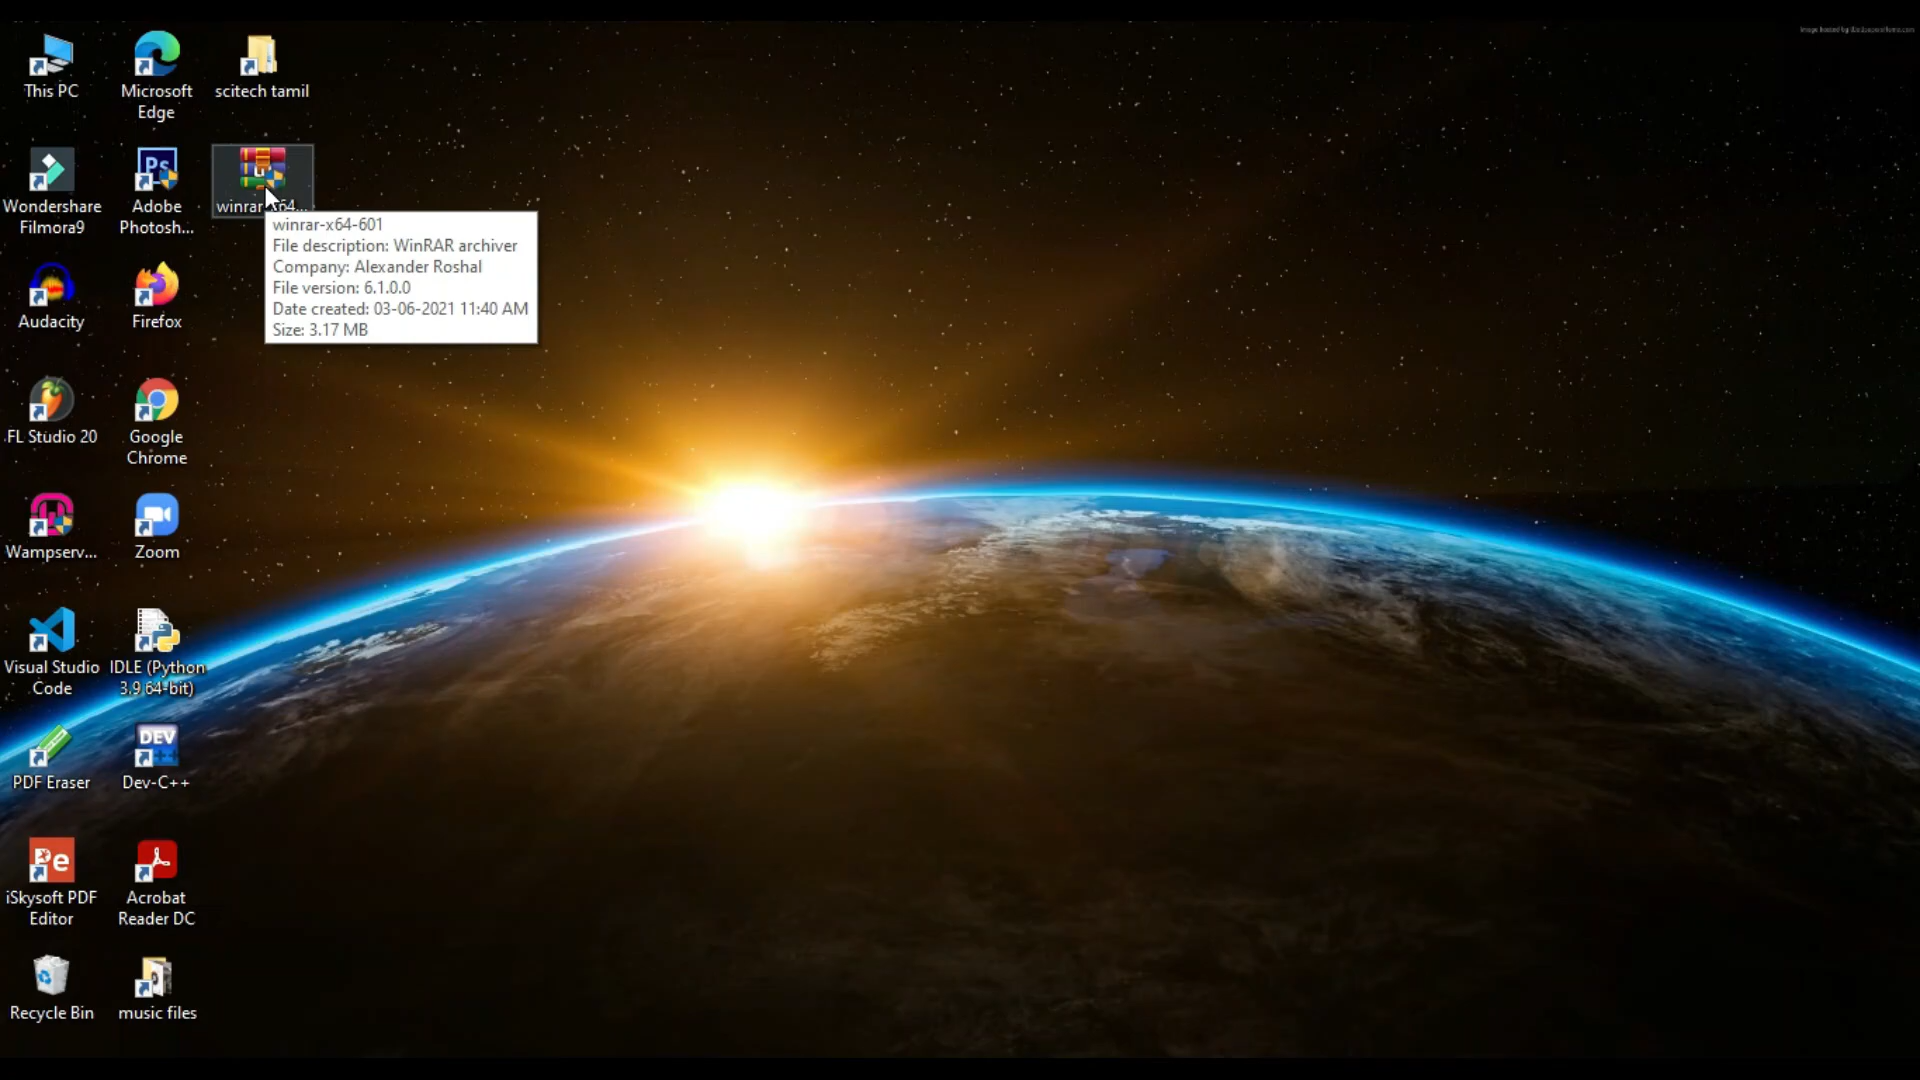 This PC
Microsoft
Edge
scitech tamil
Wondershare
Filmora9
Adobe
Photosh...
winrar-x64...
winrar-x64-601
File description: WinRAR archiver
Company: Alexander Roshal
File version: 6.1.0.0
Date created: 03-06-2021 11:40 AM
Size: 3.17 MB
Audacity
Firefox
FL Studio 20
Google
Chrome
Wampserv...
Zoom
Visual Studio
Code
IDLE (Python
3.9 64-bit)
PDF Eraser
DEV
Dev-C++
iSkysoft PDF
Editor
Acrobat
Reader DC
Recycle Bin
music files
Ps
Pe